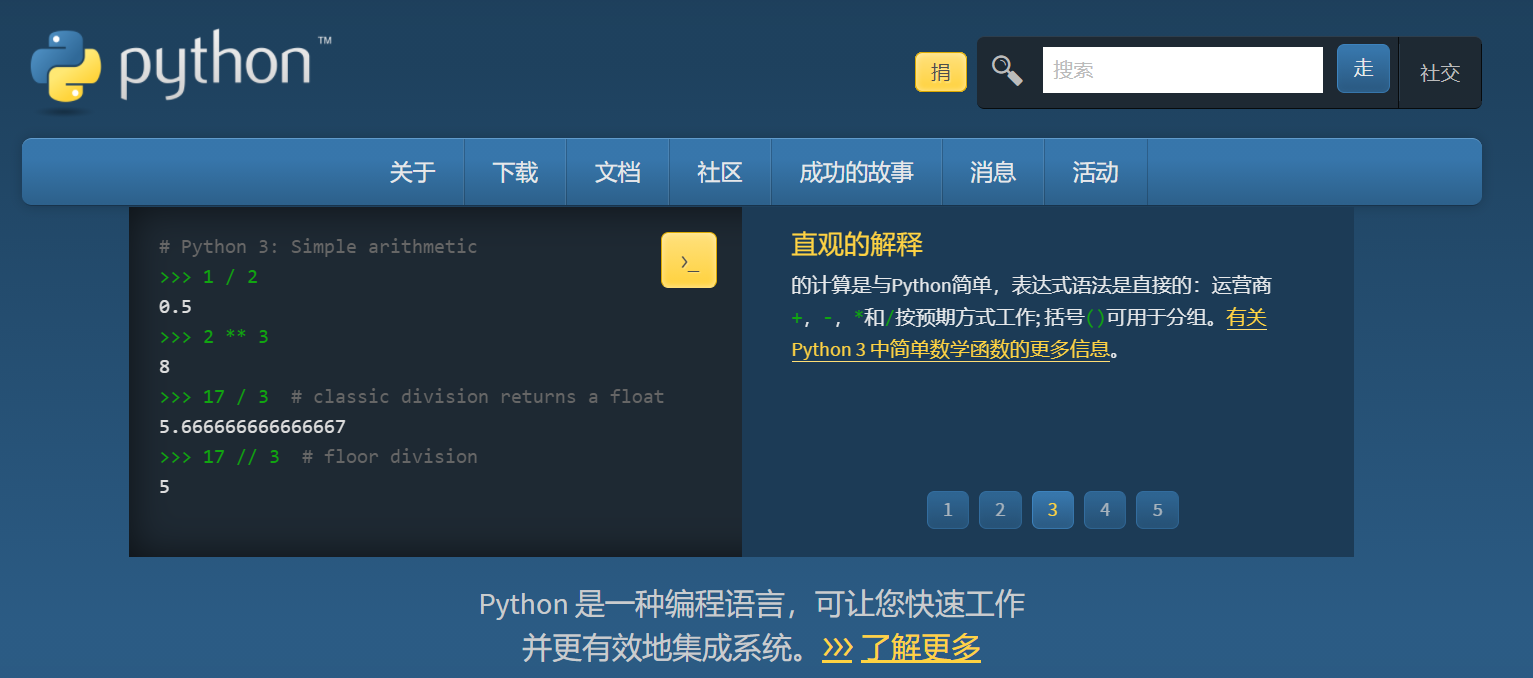 python™
捐
搜索
走
社交
关于 下载 文档 社区 成功的故事 消息 活动
# Python 3: Simple arithmetic
>>> 1 / 2
0.5
>>> 2 ** 3
8
>>> 17 / 3  # classic division returns a float
5.666666666666667
>>> 17 // 3  # floor division
5
>_
直观的解释
的计算是与Python简单，表达式语法是直接的：运营商
+，-，*和/按预期方式工作；括号()可用于分组。有关
Python 3 中简单数学函数的更多信息。
1 2 3 4 5
Python 是一种编程语言，可让您快速工作
并更有效地集成系统。>>> 了解更多